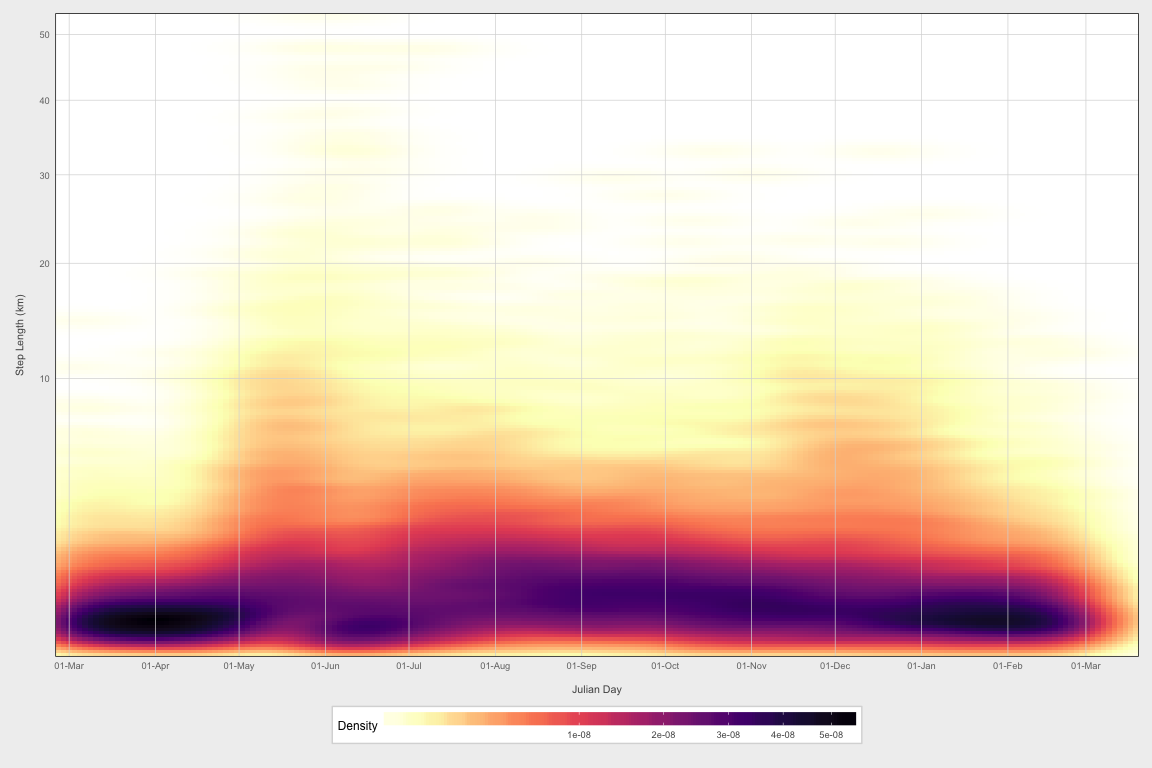 50
40
30
20
10
Step Length (km)
01-Mar 01-Apr 01-May 01-Jun 01-Jul 01-Aug 01-Sep 01-Oct 01-Nov 01-Dec 01-Jan 01-Feb 01-Mar
Julian Day
Density
1e-08 2e-08 3e-08 4e-08 5e-08